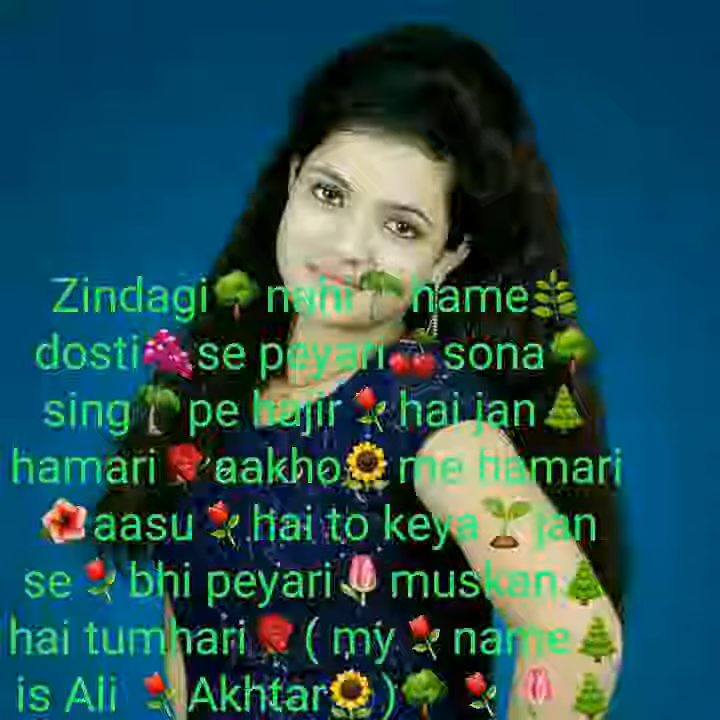 Zindagi🌳 nahi🌴 hame🌿
dosti🍇 se peyari🍒 sona🌳
sing🌴 pe hajir🌹 hai jan🌲
hamari🌹 aakho🌻 me hamari
🌺 aasu🌹 hai to keya🌱 jan
se🌹 bhi peyari🌷 muskan🌲
hai tumhari🌹 ( my🌹 name🌲
is Ali 🌹 Akhtar🌻 )🌳 🌹 🌷 🌲